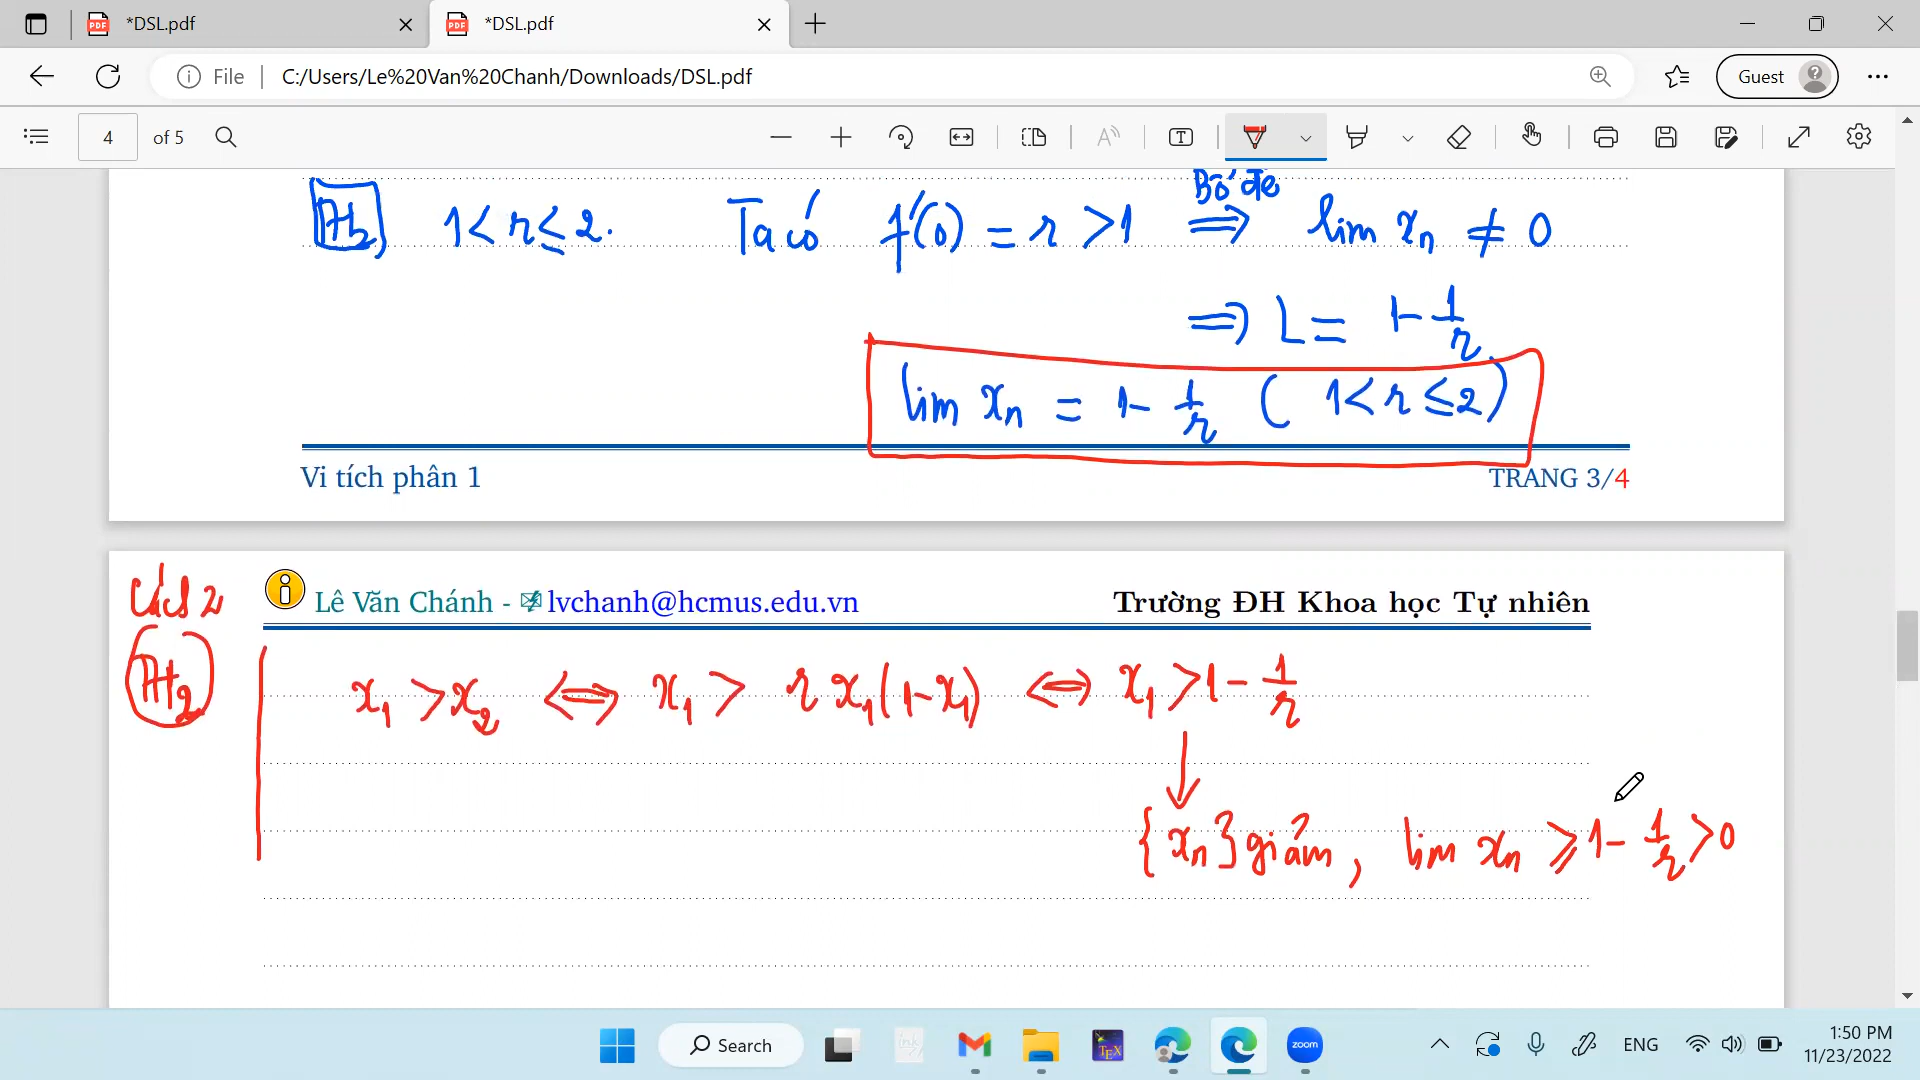 *DSL.pdf
*DSL.pdf
File
C:/Users/Le%20Van%20Chanh/Downloads/DSL.pdf
Guest
4 of 5
TH2 1 < r ≤ 2. Ta có f'(0) = r > 1 ⟹ lim xₙ ≠ 0
Bổ đề
⟹ L = 1 - 1/r
lim xₙ = 1 - 1/r (1 < r ≤ 2)
Vi tích phân 1
TRANG 3/4
Cách 2
Lê Văn Chánh - lvchanh@hcmus.edu.vn
Trường ĐH Khoa học Tự nhiên
TH2
x₁ > x₂ ⟺ x₁ > r x₁(1-x₁) ⟺ x₁ > 1 - 1/r
↓
{xₙ} giảm, lim xₙ ⩾ 1 - 1/r > 0
Search
TEX
zoom
ENG
1:50 PM
11/23/2022